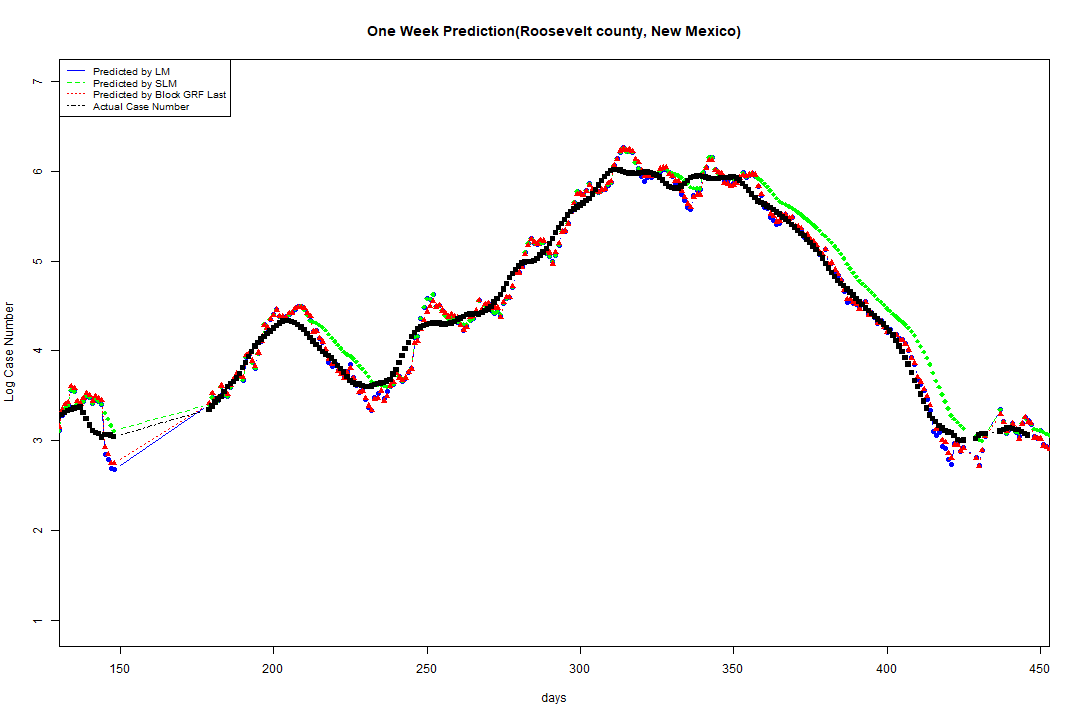 One Week Prediction(Roosevelt county, New Mexico)
Predicted by LM
Predicted by SLM
Predicted by Block GRF Last
Actual Case Number
7
6
5
4
3
2
1
Log Case Number
150 200 250 300 350 400 450
days